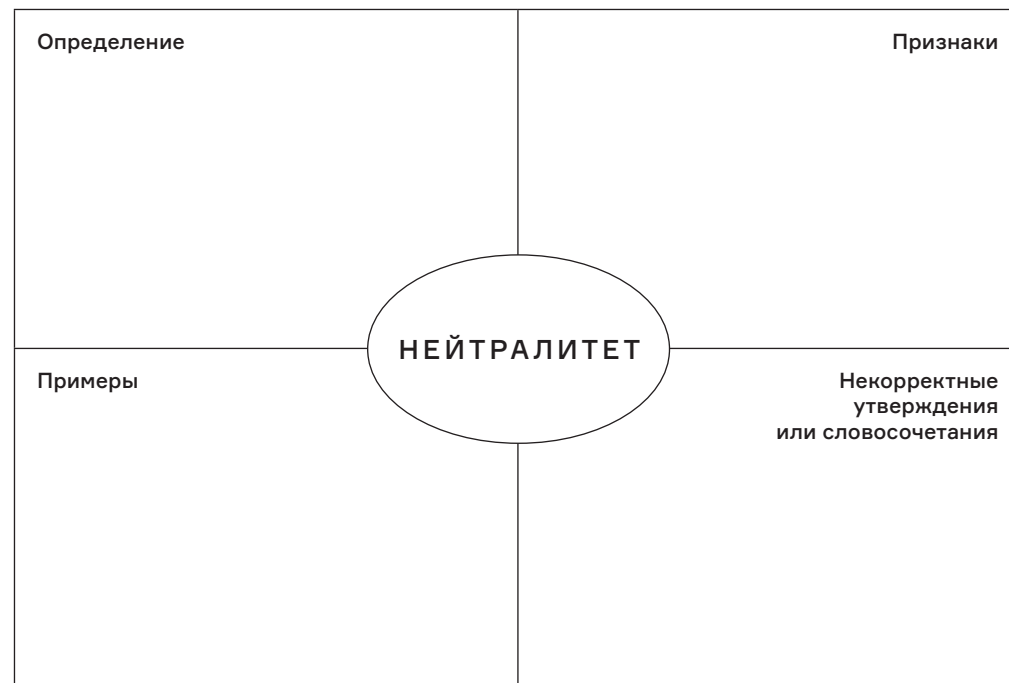 Определение
Признаки
НЕЙТРАЛИТЕТ
Примеры
Некорректные
утверждения
или словосочетания